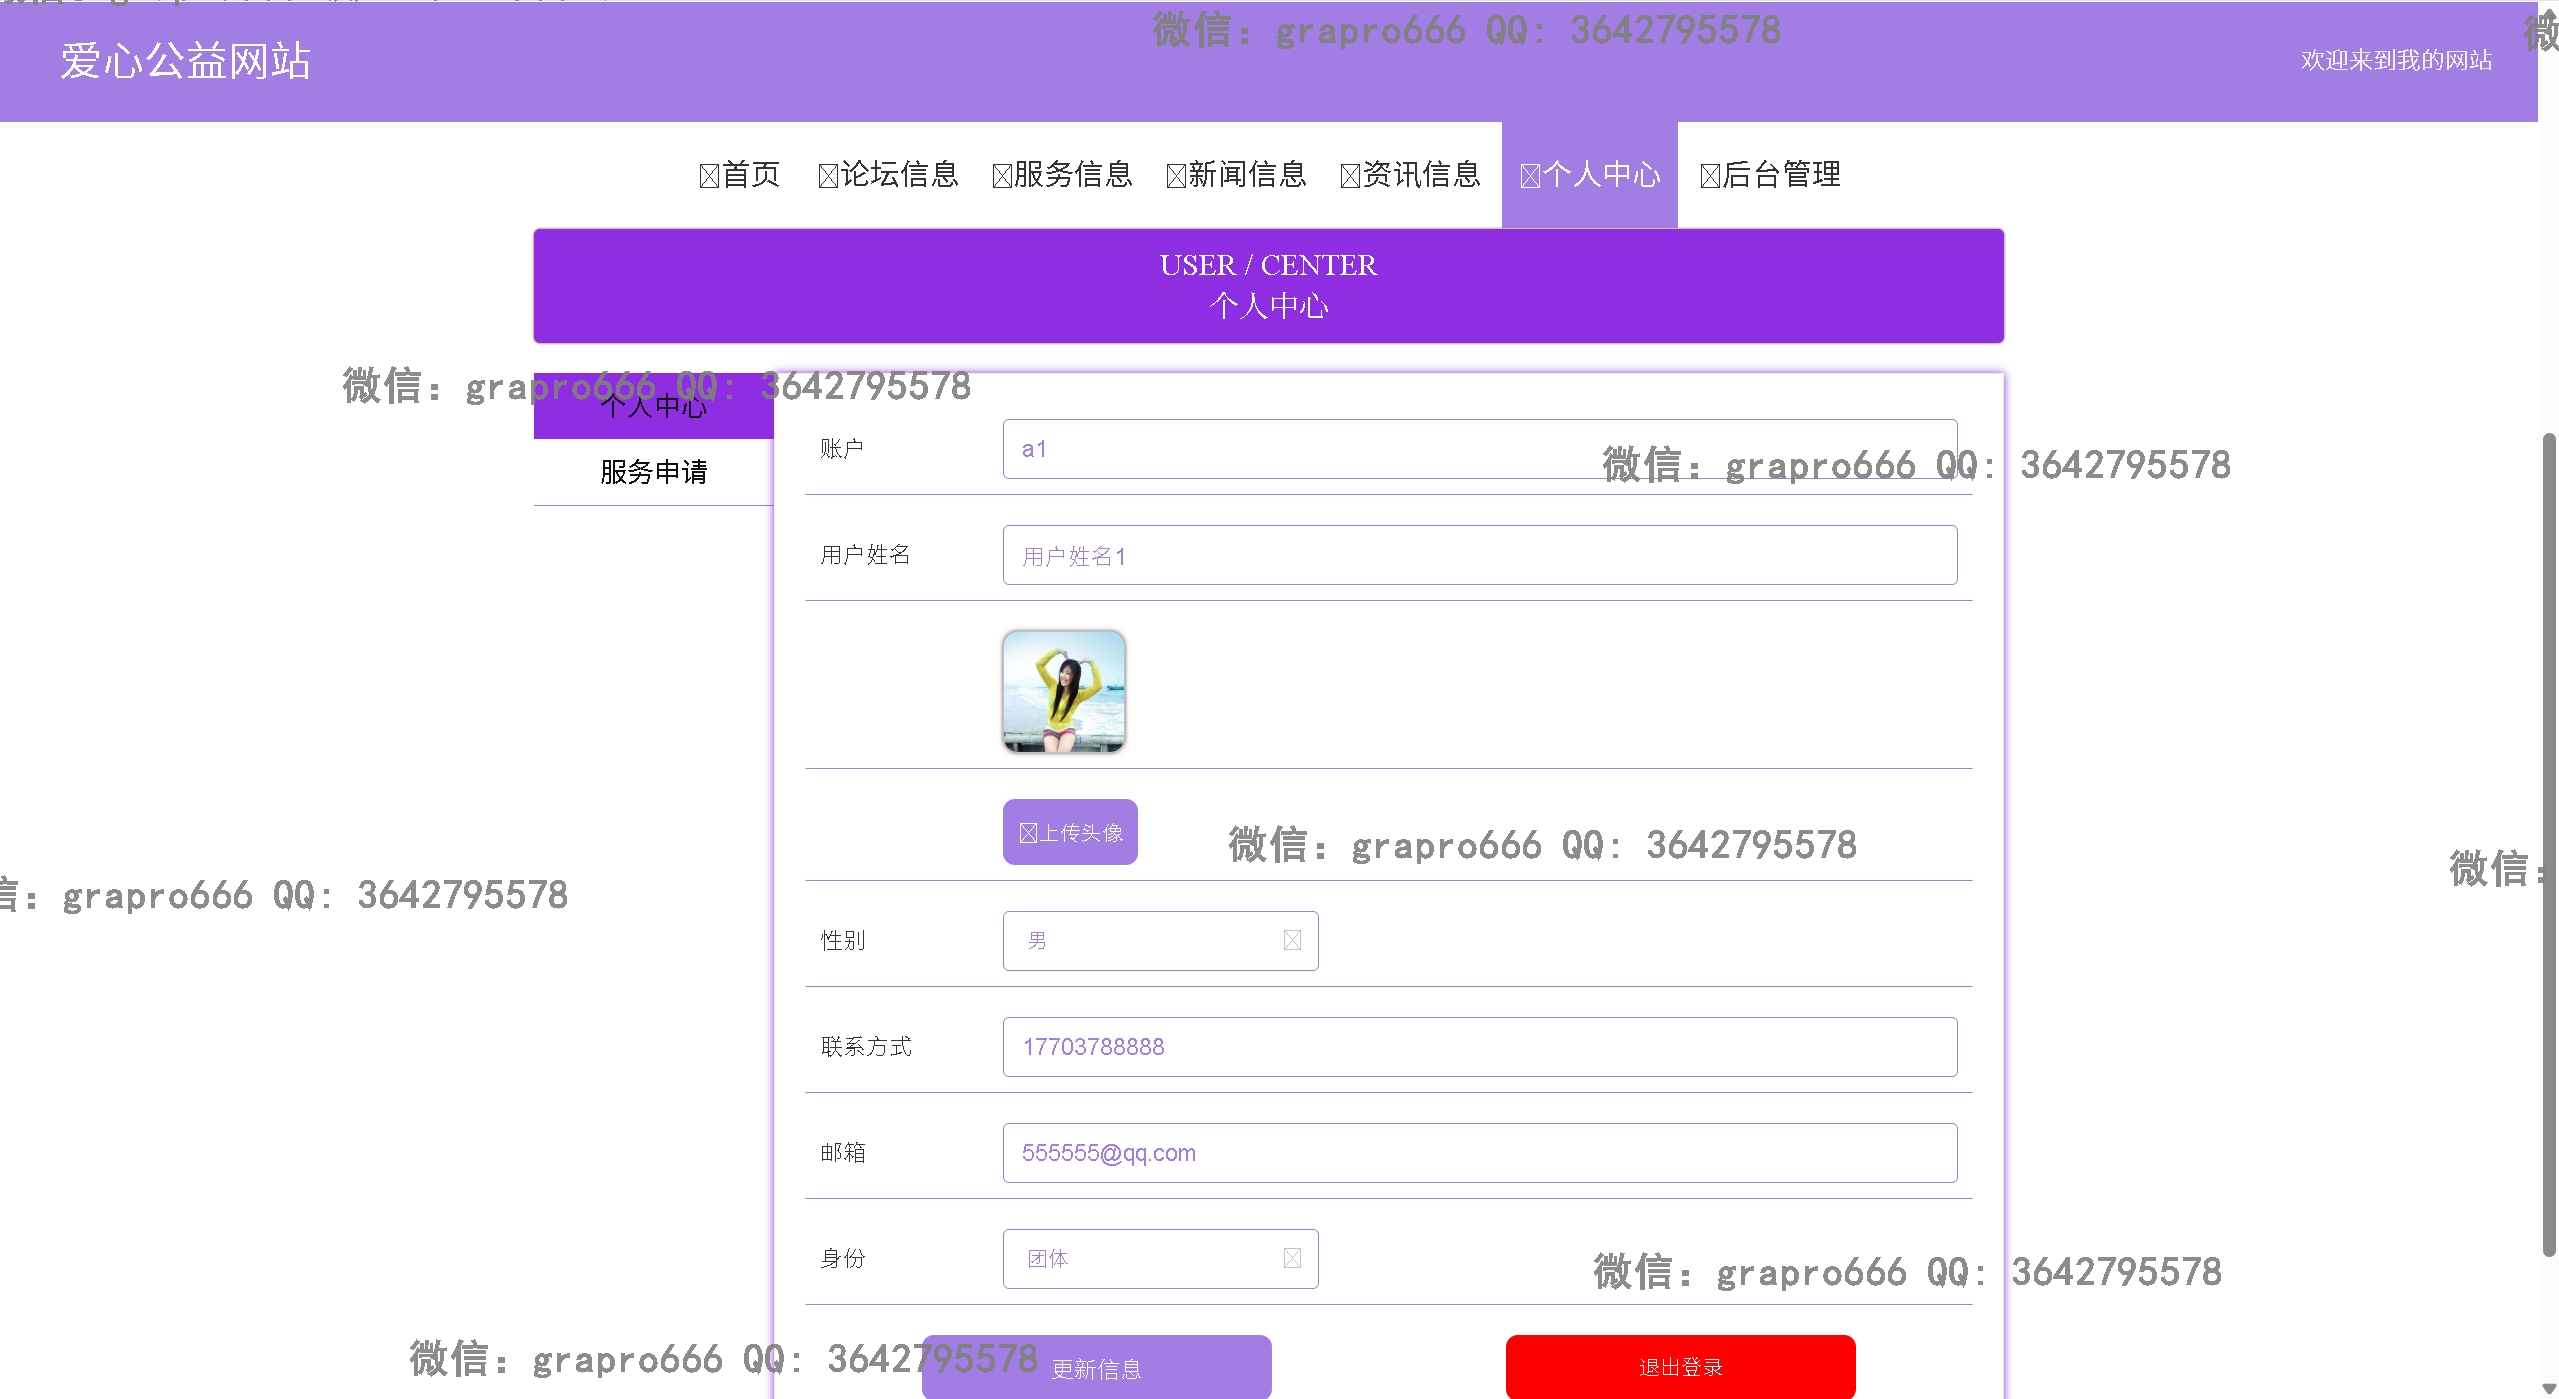 微信: grapro666 QQ: 3642795578
爱心公益网站
欢迎来到我的网站
首页 论坛信息 服务信息 新闻信息 资讯信息 个人中心 后台管理
USER / CENTER
个人中心
微信: grapro666 QQ: 3642795578
个人中心
服务申请
账户 a1
微信: grapro666 QQ: 3642795578
用户姓名 用户姓名1
上传头像
微信: grapro666 QQ: 3642795578
微信:
信: grapro666 QQ: 3642795578
性别 男
联系方式 17703788888
邮箱 555555@qq.com
身份 团体
微信: grapro666 QQ: 3642795578
微信: grapro666 QQ: 3642795578
更新信息
退出登录